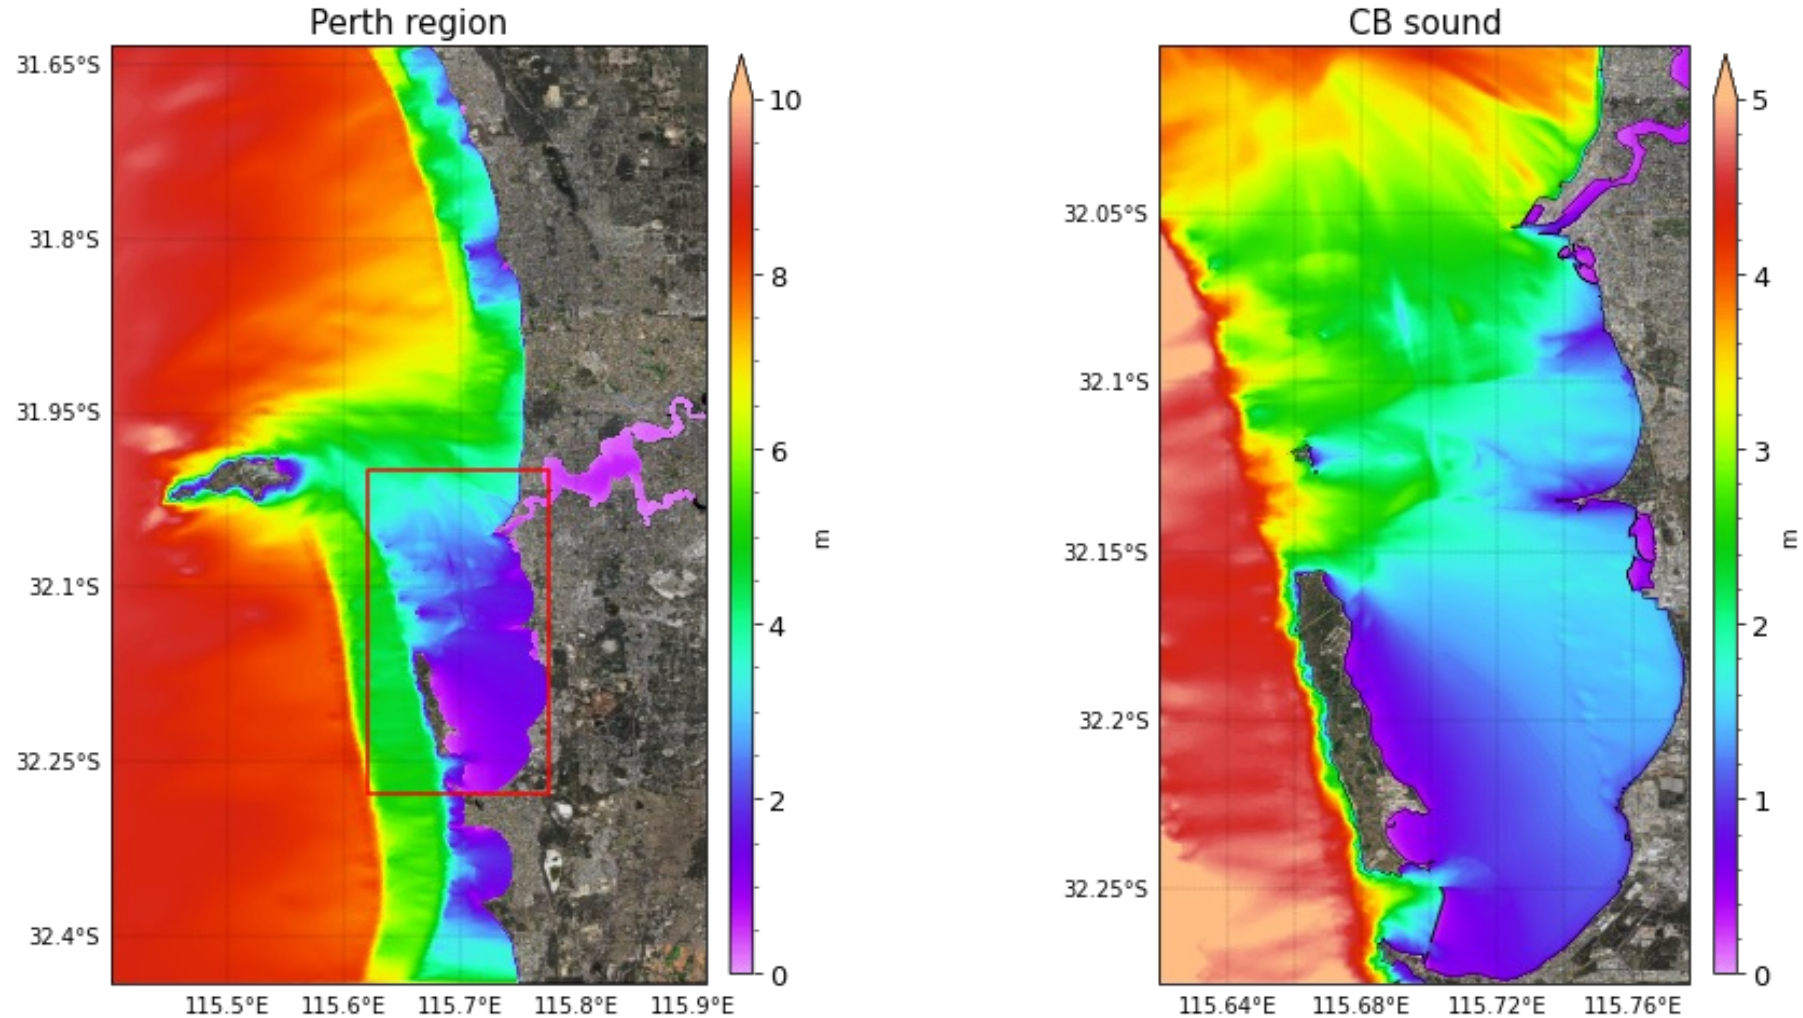 Perth region
31.65°S
31.8°S
31.95°S
32.1°S
32.25°S
32.4°S
115.5°E
115.6°E
115.7°E
115.8°E
115.9°E
10
8
6
4
2
0
m
CB sound
32.05°S
32.1°S
32.15°S
32.2°S
32.25°S
115.64°E
115.68°E
115.72°E
115.76°E
5
4
3
2
1
0
m